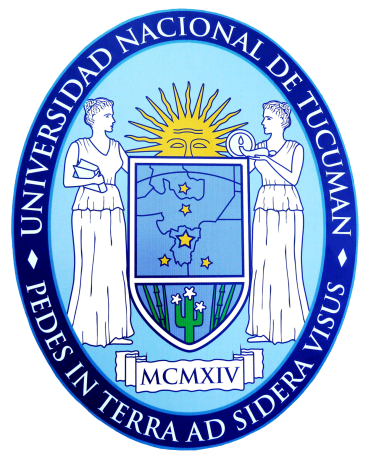 UNIVERSIDAD NACIONAL DE TUCUMAN
PEDES IN TERRA AD SIDERA VISUS
MCMXIV